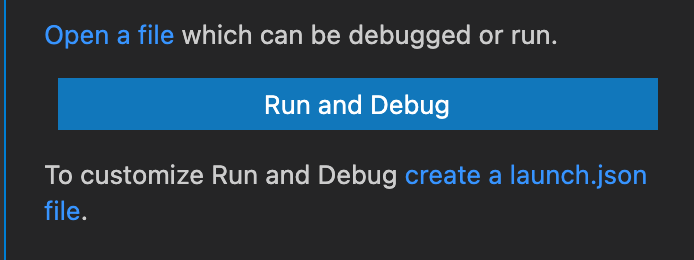 Open a file which can be debugged or run.
Run and Debug
To customize Run and Debug create a launch.json
file.